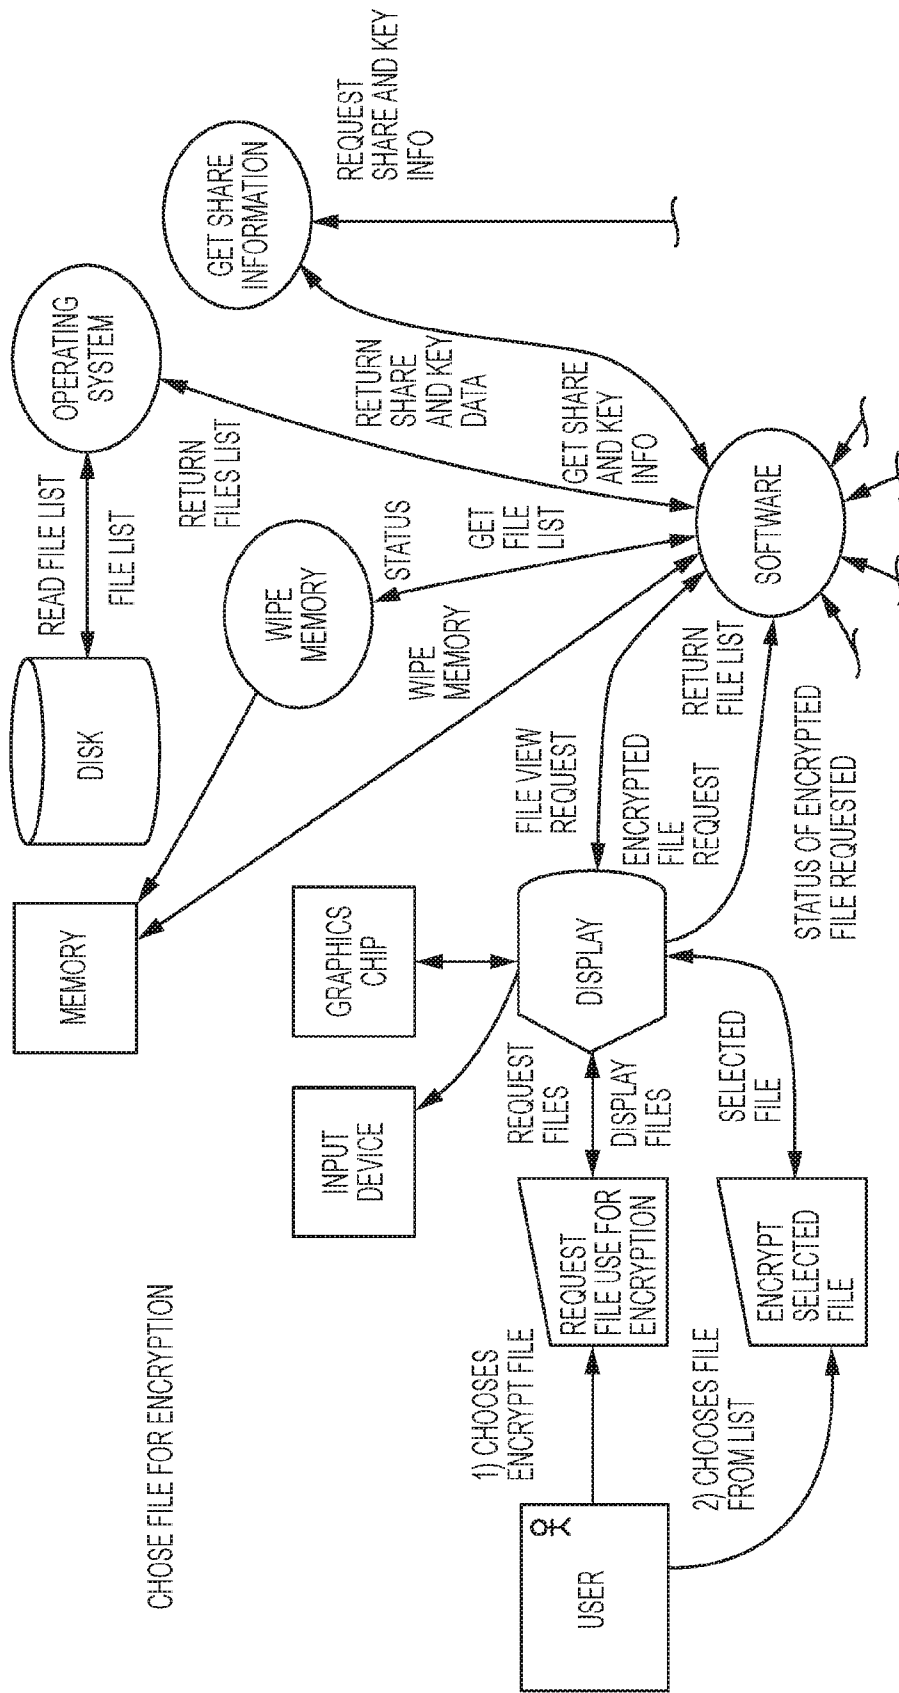 CHOSE FILE FOR ENCRYPTION
MEMORY
DISK
READ FILE LIST
FILE LIST
OPERATING
SYSTEM
RETURN
FILES LIST
WIPE
MEMORY
STATUS
GET SHARE
INFORMATION
REQUEST
SHARE AND KEY
INFO
INPUT
DEVICE
GRAPHICS
CHIP
WIPE
MEMORY
GET
FILE
LIST
RETURN
SHARE
AND KEY
DATA
GET SHARE
AND KEY
INFO
1) CHOOSES
ENCRYPT FILE
REQUEST
FILES
DISPLAY
FILE VIEW
REQUEST
ENCRYPTED
FILE
REQUEST
USER
REQUEST
FILE USE FOR
ENCRYPTION
DISPLAY
FILES
RETURN
FILE LIST
SOFTWARE
2) CHOOSES FILE
FROM LIST
ENCRYPT
SELECTED
FILE
SELECTED
FILE
STATUS OF ENCRYPTED
FILE REQUESTED